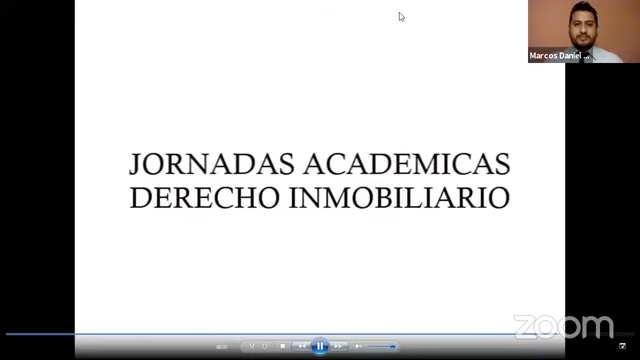 Marcos Daniel ...
JORNADAS ACADEMICAS
DERECHO INMOBILIARIO
zoom